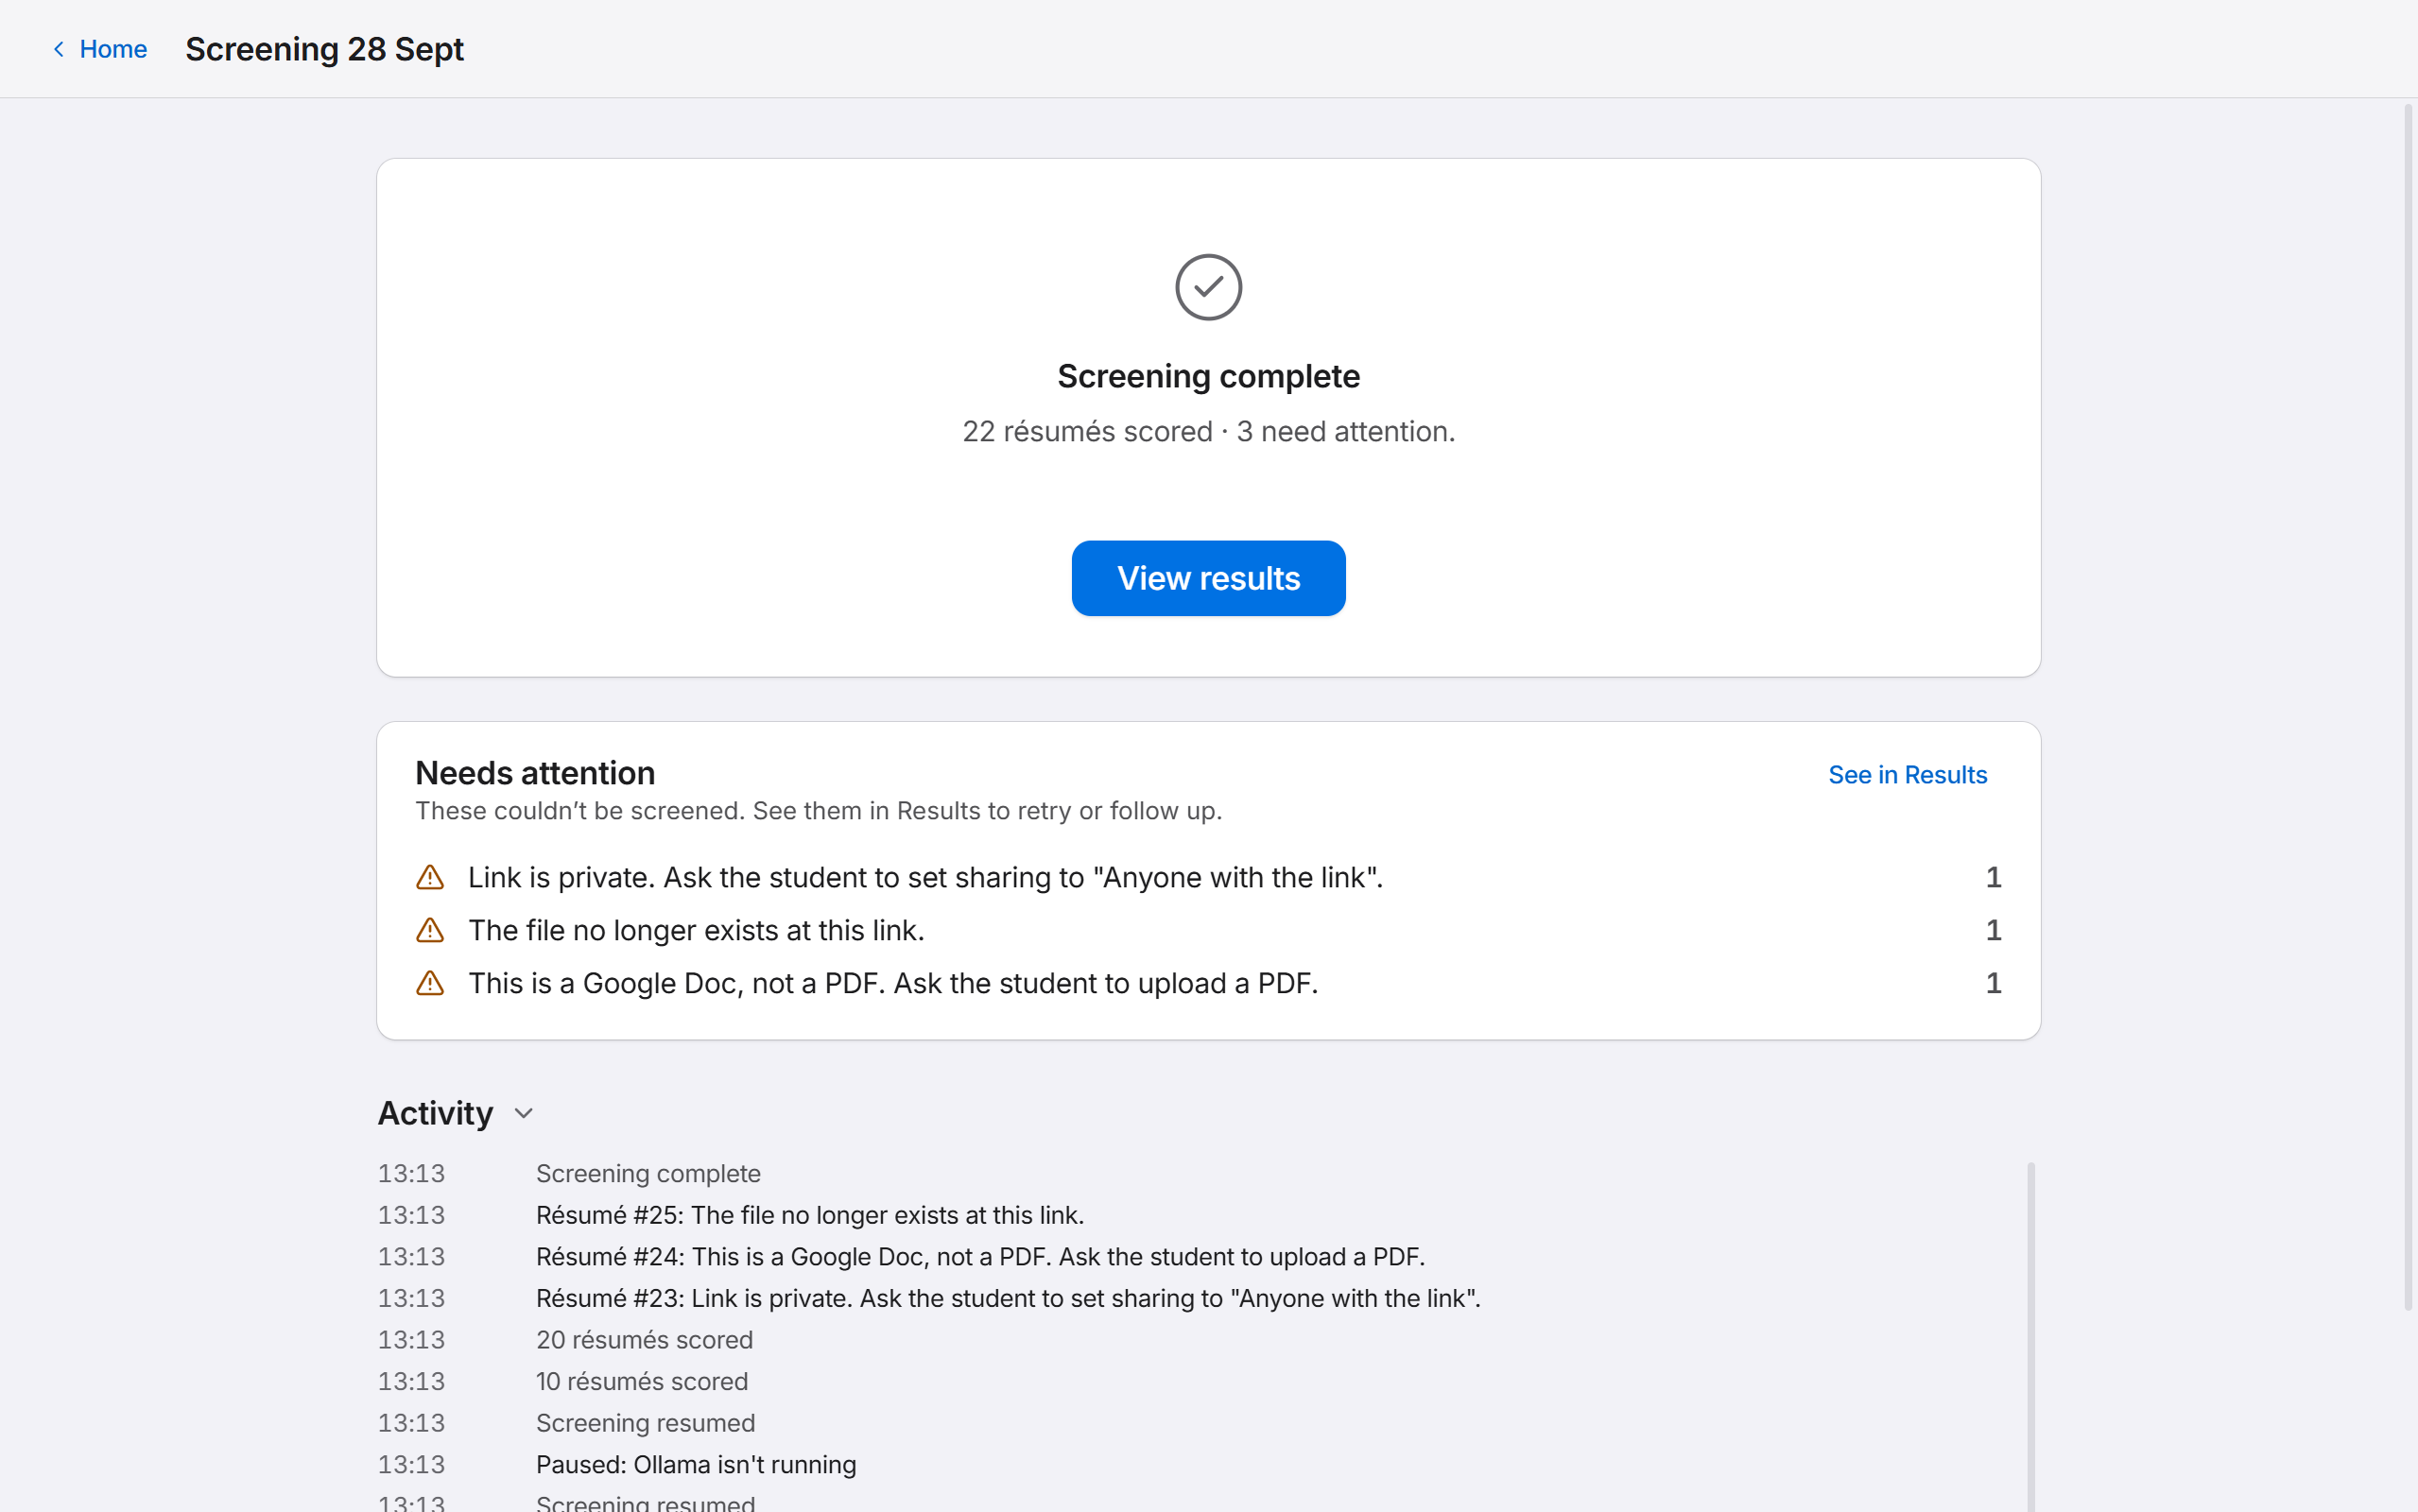 Home
Screening 28 Sept
Screening complete
22 résumés scored · 3 need attention.
View results
Needs attention
See in Results
These couldn’t be screened. See them in Results to retry or follow up.
Link is private. Ask the student to set sharing to "Anyone with the link". 1
The file no longer exists at this link. 1
This is a Google Doc, not a PDF. Ask the student to upload a PDF. 1
Activity
13:13 Screening complete
13:13 Résumé #25: The file no longer exists at this link.
13:13 Résumé #24: This is a Google Doc, not a PDF. Ask the student to upload a PDF.
13:13 Résumé #23: Link is private. Ask the student to set sharing to "Anyone with the link".
13:13 20 résumés scored
13:13 10 résumés scored
13:13 Screening resumed
13:13 Paused: Ollama isn't running
13:13 Screening resumed